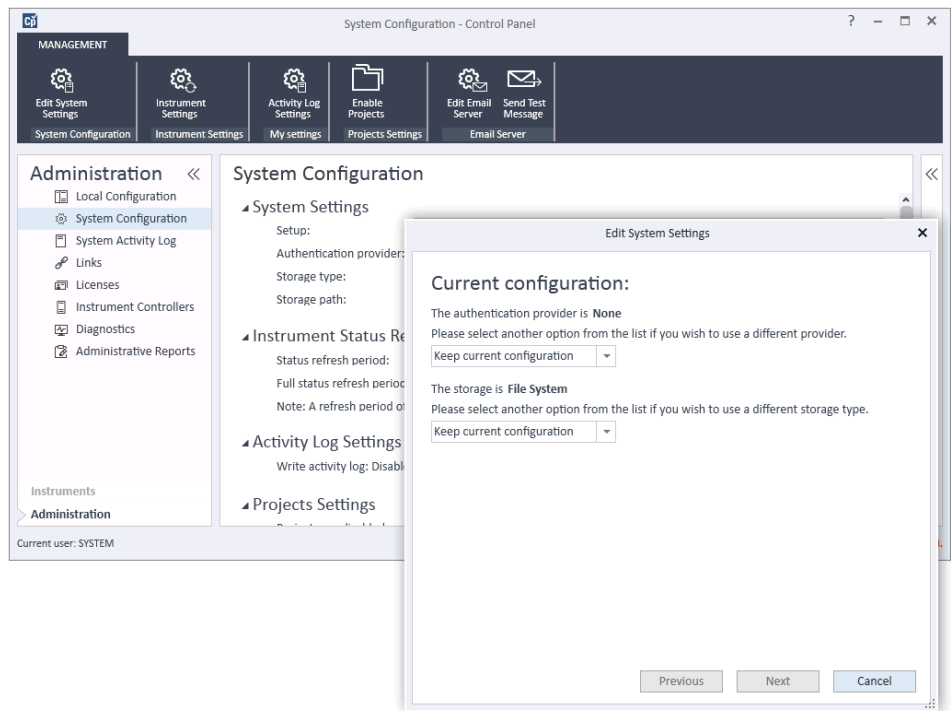 Cp
System Configuration - Control Panel
?
MANAGEMENT
Edit System
Settings
Instrument
Settings
Activity Log
Settings
Enable
Projects
Edit Email
Server
Send Test
Message
System Configuration
Instrument Settings
My settings
Projects Settings
Email Server
Administration
Local Configuration
System Configuration
System Activity Log
Links
Licenses
Instrument Controllers
Diagnostics
Administrative Reports
Instruments
Administration
Current user: SYSTEM
System Configuration
System Settings
Setup:
Authentication provider:
Storage type:
Storage path:
Instrument Status Re
Status refresh period:
Full status refresh period
Note: A refresh period of
Activity Log Settings
Write activity log: Disabl
Projects Settings
Edit System Settings
Current configuration:
The authentication provider is None
Please select another option from the list if you wish to use a different provider.
Keep current configuration
The storage is File System
Please select another option from the list if you wish to use a different storage type.
Keep current configuration
Previous
Next
Cancel